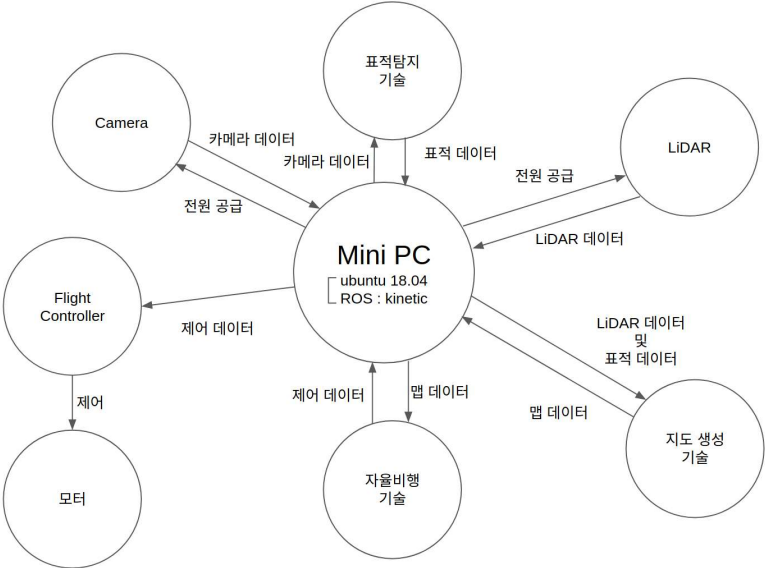 표적탐지
기술
Camera
LiDAR
카메라 데이터
카메라 데이터
표적 데이터
전원 공급
전원 공급
LiDAR 데이터
Mini PC
ubuntu 18.04
ROS : kinetic
Flight
Controller
제어 데이터
LiDAR 데이터
및
표적 데이터
제어
제어 데이터
맵 데이터
맵 데이터
모터
자율비행
기술
지도 생성
기술